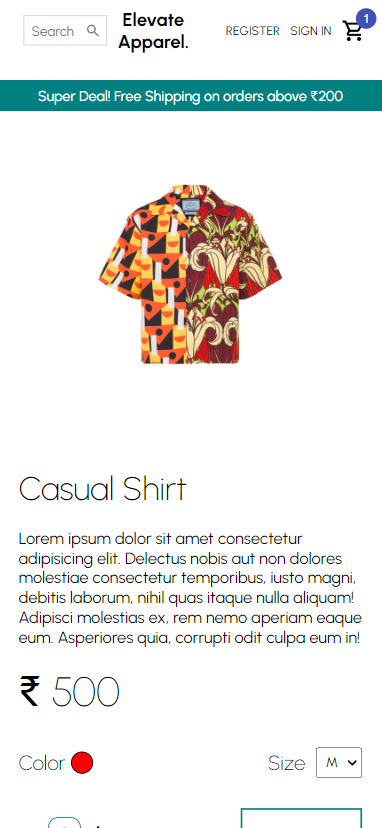 Search
Elevate
Apparel.
REGISTER
SIGN IN
1
Super Deal! Free Shipping on orders above ₹200
Casual Shirt
Lorem ipsum dolor sit amet consectetur
adipisicing elit. Delectus nobis aut non dolores
molestiae consectetur temporibus, iusto magni,
debitis laborum, nihil quas itaque nulla aliquam!
Adipisci molestias ex, rem nemo aperiam eaque
eum. Asperiores quia, corrupti odit culpa eum in!
₹ 500
Color
Size
M